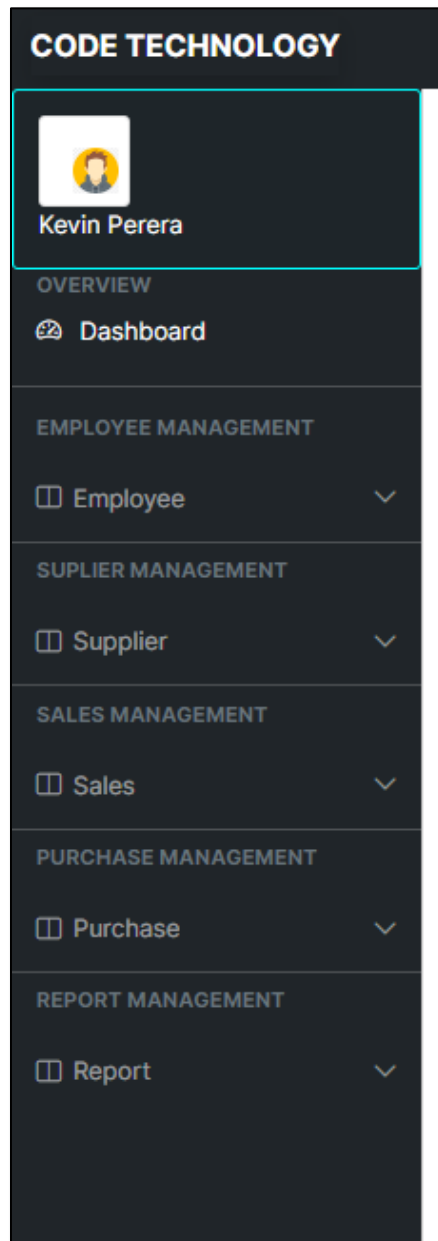 CODE TECHNOLOGY
Kevin Perera
OVERVIEW
Dashboard
EMPLOYEE MANAGEMENT
Employee
SUPLIER MANAGEMENT
Supplier
SALES MANAGEMENT
Sales
PURCHASE MANAGEMENT
Purchase
REPORT MANAGEMENT
Report